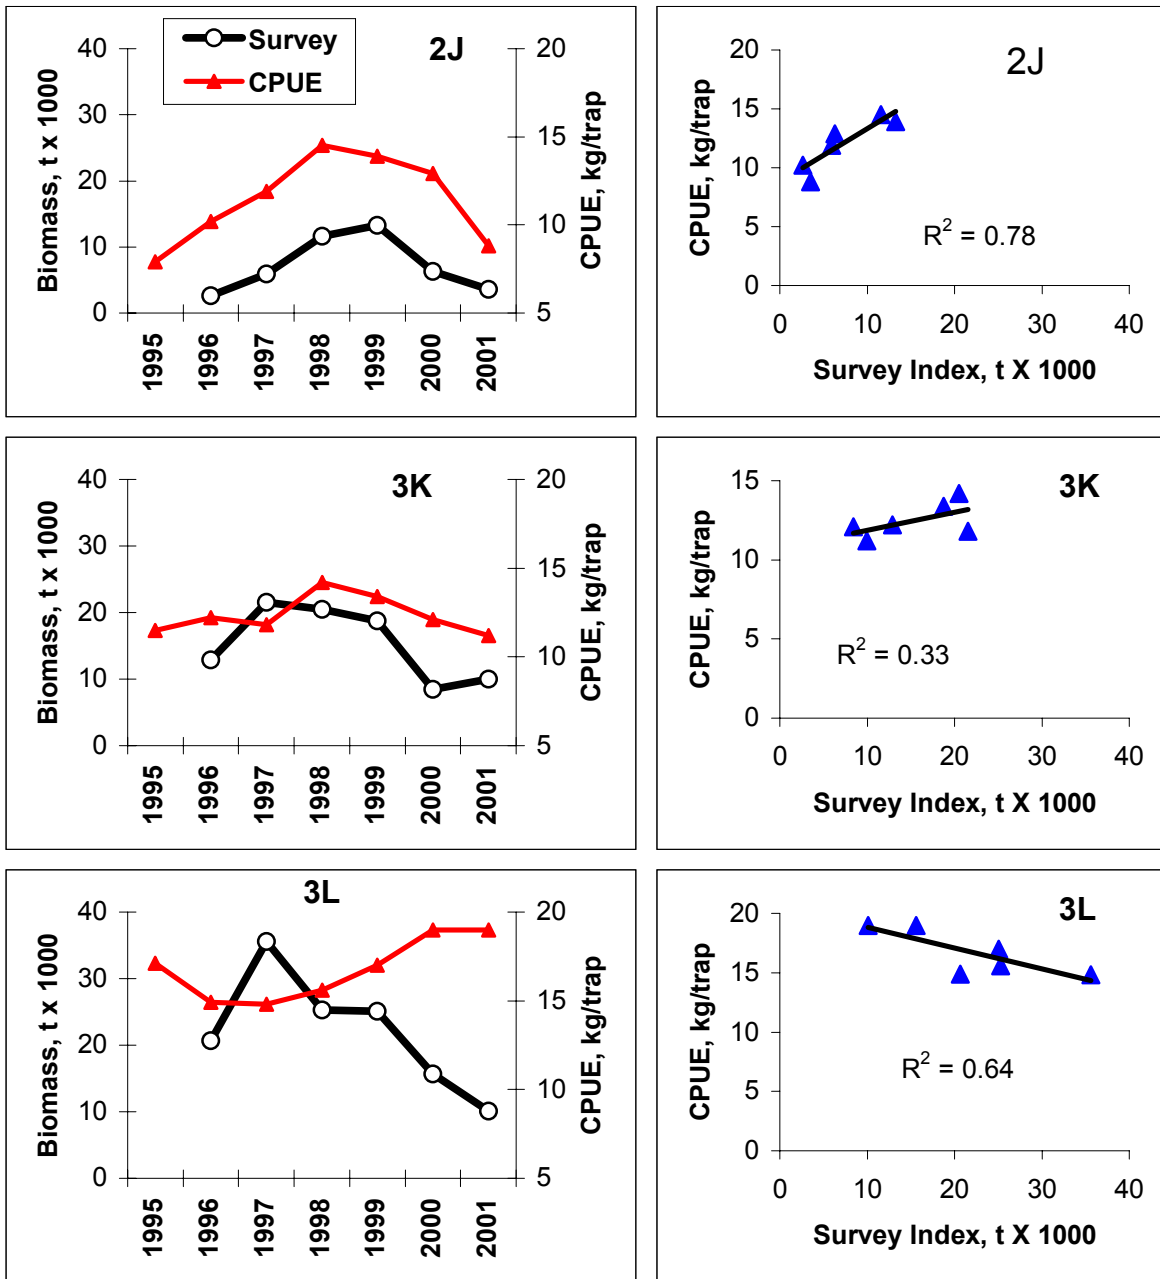 Survey
CPUE
2J
40
30
20
10
0
Biomass, t x 1000
20
15
10
5
CPUE, kg/trap
1995
1996
1997
1998
1999
2000
2001
2J
20
15
10
5
0
CPUE, kg/trap
R² = 0.78
0 10 20 30 40
Survey Index, t X 1000
3K
40
30
20
10
0
Biomass, t x 1000
20
15
10
5
CPUE, kg/trap
1995
1996
1997
1998
1999
2000
2001
3K
15
10
5
0
CPUE, kg/trap
R² = 0.33
0 10 20 30 40
Survey Index, t X 1000
3L
40
30
20
10
0
Biomass, t x 1000
20
15
10
5
CPUE, kg/trap
1995
1996
1997
1998
1999
2000
2001
3L
20
15
10
5
0
CPUE, kg/trap
R² = 0.64
0 10 20 30 40
Survey Index, t X 1000